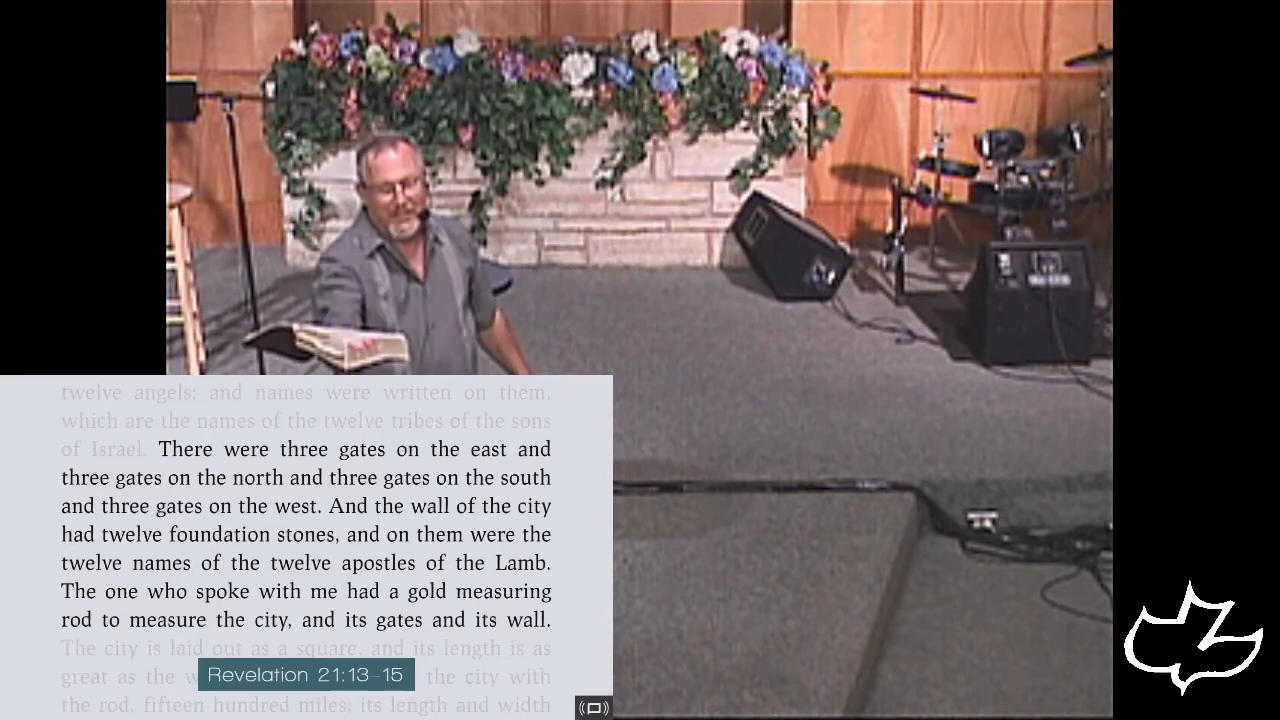 twelve angels; and names were written on them,
which are the names of the twelve tribes of the sons
of Israel. There were three gates on the east and
three gates on the north and three gates on the south
and three gates on the west. And the wall of the city
had twelve foundation stones, and on them were the
twelve names of the twelve apostles of the Lamb.
The one who spoke with me had a gold measuring
rod to measure the city, and its gates and its wall.
The city is laid out as a square, and its length is as
great as the the city with
Revelation 21:13–15
the rod, fifteen hundred miles; its length and width